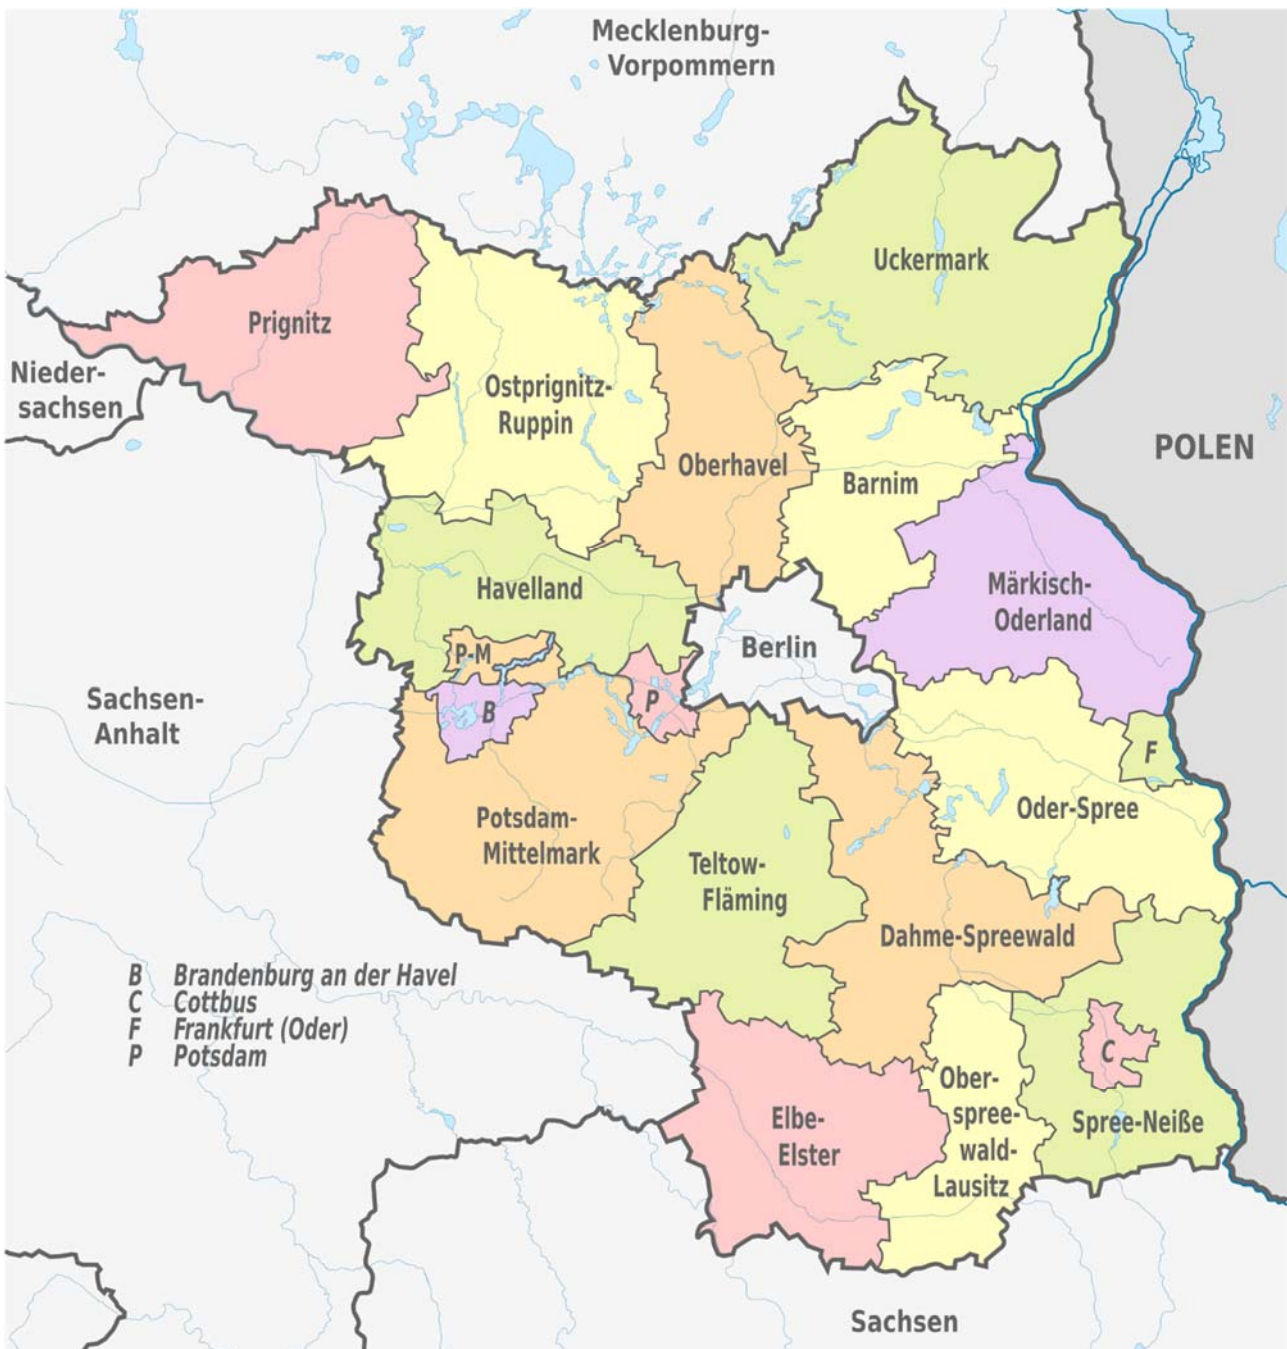 Mecklenburg-
Vorpommern
Uckermark
Prignitz
Nieder-
sachsen
Ostprignitz-
Ruppin
Oberhavel
Barnim
POLEN
Havelland
Märkisch-
Oderland
P-M
Berlin
Sachsen-
Anhalt
B
P
F
Potsdam-
Mittelmark
Oder-Spree
Teltow-
Fläming
Dahme-Spreewald
B Brandenburg an der Havel
C Cottbus
F Frankfurt (Oder)
P Potsdam
C
Elbe-
Elster
Ober-
spree-
wald-
Lausitz
Spree-Neiße
Sachsen